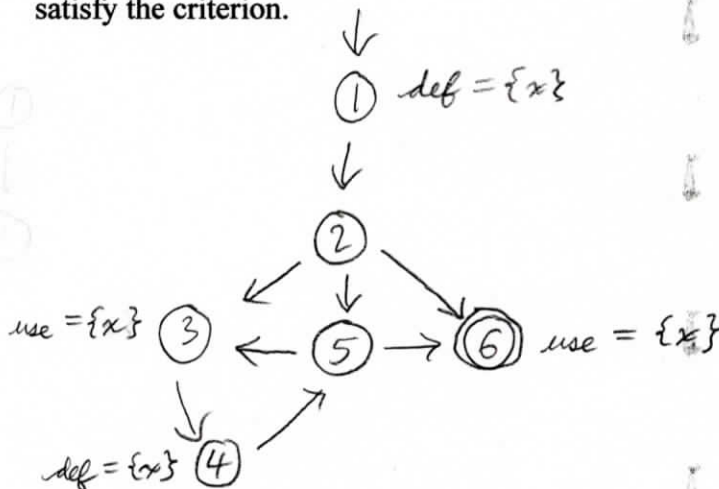 satisfy the criterion.
1 def = {x}
2
use = {x} 3 5 6 use = {x}
def = {x} 4